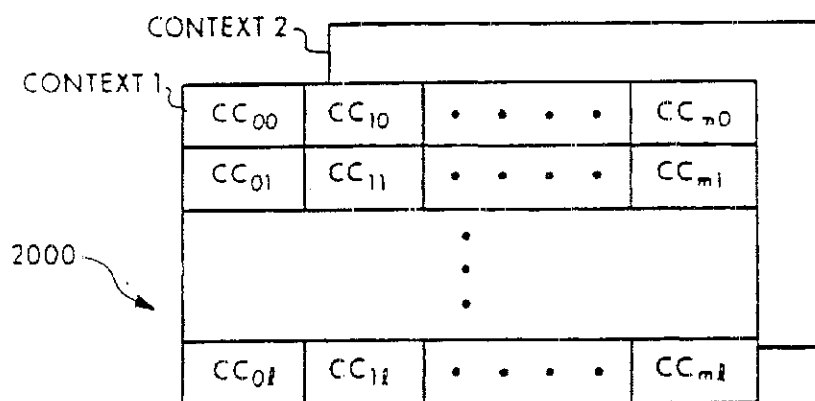 CONTEXT 2
CONTEXT 1
CC₀₀ CC₁₀ • • • • CCₙ₀
CC₀₁ CC₁₁ • • • • CCₘ₁
2000
CC₀ℓ CC₁ℓ • • • • CCₘℓ